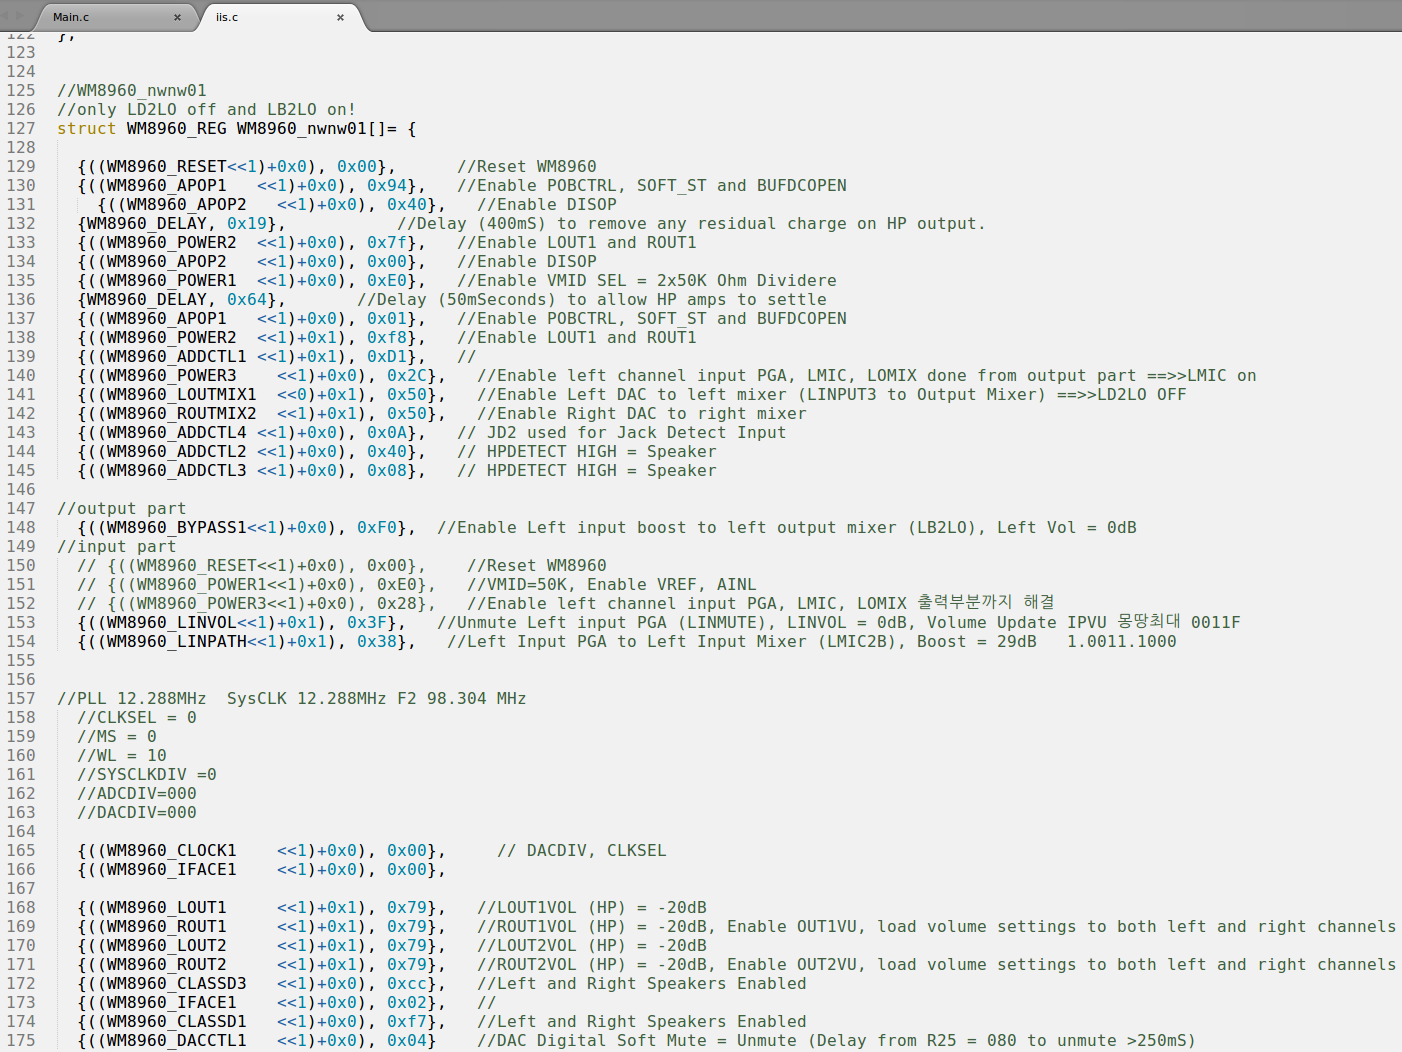 Main.c × iis.c ×
122 };
123
124
125 //WM8960_nwnw01
126 //only LD2LO off and LB2LO on!
127 struct WM8960_REG WM8960_nwnw01[]= {
128
129 {((WM8960_RESET<<1)+0x0), 0x00}, //Reset WM8960
130 {((WM8960_APOP1 <<1)+0x0), 0x94}, //Enable POBCTRL, SOFT_ST and BUFDCOPEN
131 {((WM8960_APOP2 <<1)+0x0), 0x40}, //Enable DISOP
132 {WM8960_DELAY, 0x19}, //Delay (400mS) to remove any residual charge on HP output.
133 {((WM8960_POWER2 <<1)+0x0), 0x7f}, //Enable LOUT1 and ROUT1
134 {((WM8960_APOP2 <<1)+0x0), 0x00}, //Enable DISOP
135 {((WM8960_POWER1 <<1)+0x0), 0xE0}, //Enable VMID SEL = 2x50K Ohm Dividere
136 {WM8960_DELAY, 0x64}, //Delay (50mSeconds) to allow HP amps to settle
137 {((WM8960_APOP1 <<1)+0x0), 0x01}, //Enable POBCTRL, SOFT_ST and BUFDCOPEN
138 {((WM8960_POWER2 <<1)+0x1), 0xf8}, //Enable LOUT1 and ROUT1
139 {((WM8960_ADDCTL1 <<1)+0x1), 0xD1}, //
140 {((WM8960_POWER3 <<1)+0x0), 0x2C}, //Enable left channel input PGA, LMIC, LOMIX done from output part ==>>LMIC on
141 {((WM8960_LOUTMIX1 <<0)+0x1), 0x50}, //Enable Left DAC to left mixer (LINPUT3 to Output Mixer) ==>>LD2LO OFF
142 {((WM8960_ROUTMIX2 <<1)+0x1), 0x50}, //Enable Right DAC to right mixer
143 {((WM8960_ADDCTL4 <<1)+0x0), 0x0A}, // JD2 used for Jack Detect Input
144 {((WM8960_ADDCTL2 <<1)+0x0), 0x40}, // HPDETECT HIGH = Speaker
145 {((WM8960_ADDCTL3 <<1)+0x0), 0x08}, // HPDETECT HIGH = Speaker
146
147 //output part
148 {((WM8960_BYPASS1<<1)+0x0), 0xF0}, //Enable Left input boost to left output mixer (LB2LO), Left Vol = 0dB
149 //input part
150 // {((WM8960_RESET<<1)+0x0), 0x00}, //Reset WM8960
151 // {((WM8960_POWER1<<1)+0x0), 0xE0}, //VMID=50K, Enable VREF, AINL
152 // {((WM8960_POWER3<<1)+0x0), 0x28}, //Enable left channel input PGA, LMIC, LOMIX 출력부분까지 해결
153 {((WM8960_LINVOL<<1)+0x1), 0x3F}, //Unmute Left input PGA (LINMUTE), LINVOL = 0dB, Volume Update IPVU 몽땅최대 0011F
154 {((WM8960_LINPATH<<1)+0x1), 0x38}, //Left Input PGA to Left Input Mixer (LMIC2B), Boost = 29dB 1.0011.1000
155
156
157 //PLL 12.288MHz SysCLK 12.288MHz F2 98.304 MHz
158 //CLKSEL = 0
159 //MS = 0
160 //WL = 10
161 //SYSCLKDIV =0
162 //ADCDIV=000
163 //DACDIV=000
164
165 {((WM8960_CLOCK1 <<1)+0x0), 0x00}, // DACDIV, CLKSEL
166 {((WM8960_IFACE1 <<1)+0x0), 0x00},
167
168 {((WM8960_LOUT1 <<1)+0x1), 0x79}, //LOUT1VOL (HP) = -20dB
169 {((WM8960_ROUT1 <<1)+0x1), 0x79}, //ROUT1VOL (HP) = -20dB, Enable OUT1VU, load volume settings to both left and right channels
170 {((WM8960_LOUT2 <<1)+0x1), 0x79}, //LOUT2VOL (HP) = -20dB
171 {((WM8960_ROUT2 <<1)+0x1), 0x79}, //ROUT2VOL (HP) = -20dB, Enable OUT2VU, load volume settings to both left and right channels
172 {((WM8960_CLASSD3 <<1)+0x0), 0xcc}, //Left and Right Speakers Enabled
173 {((WM8960_IFACE1 <<1)+0x0), 0x02}, //
174 {((WM8960_CLASSD1 <<1)+0x0), 0xf7}, //Left and Right Speakers Enabled
175 {((WM8960_DACCTL1 <<1)+0x0), 0x04} //DAC Digital Soft Mute = Unmute (Delay from R25 = 080 to unmute >250mS)